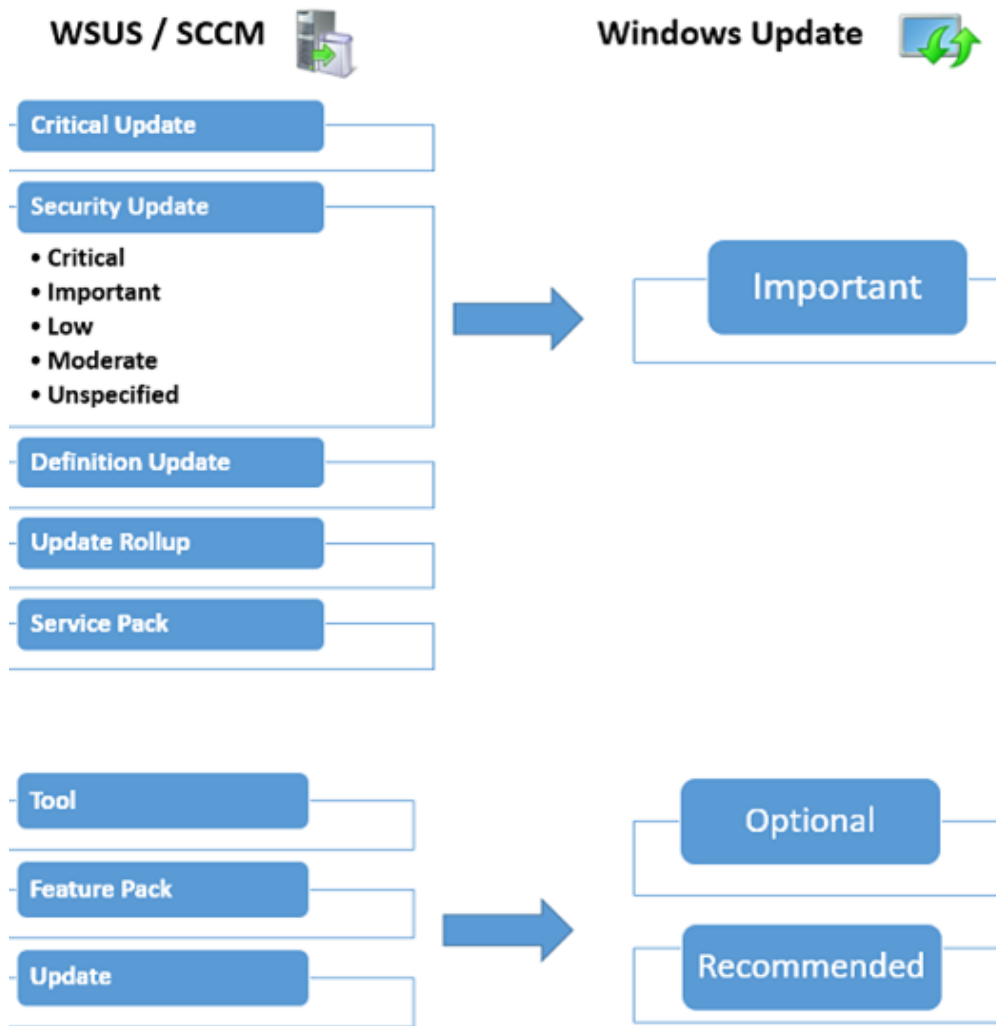 WSUS / SCCM
Windows Update
Critical Update
Security Update
• Critical
• Important
• Low
• Moderate
• Unspecified
Important
Definition Update
Update Rollup
Service Pack
Tool
Feature Pack
Update
Optional
Recommended